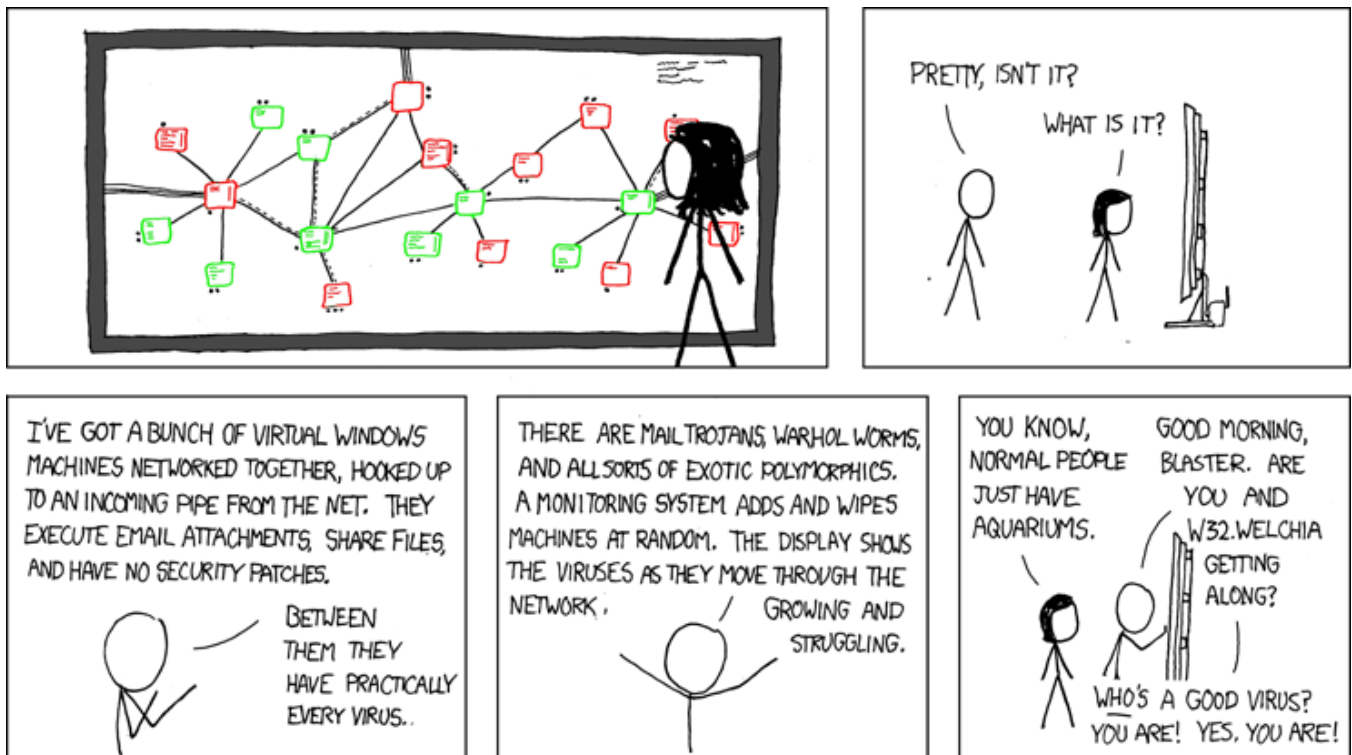 PRETTY, ISN'T IT?
WHAT IS IT?
I'VE GOT A BUNCH OF VIRTUAL WINDOWS
MACHINES NETWORKED TOGETHER, HOOKED UP
TO AN INCOMING PIPE FROM THE NET. THEY
EXECUTE EMAIL ATTACHMENTS, SHARE FILES,
AND HAVE NO SECURITY PATCHES.
BETWEEN
THEM THEY
HAVE PRACTICALLY
EVERY VIRUS.
THERE ARE MAIL TROJANS, WARHOL WORMS,
AND ALL SORTS OF EXOTIC POLYMORPHICS.
A MONITORING SYSTEM ADDS AND WIPES
MACHINES AT RANDOM. THE DISPLAY SHOWS
THE VIRUSES AS THEY MOVE THROUGH THE
NETWORK,
GROWING AND
STRUGGLING.
YOU KNOW,
NORMAL PEOPLE
JUST HAVE
AQUARIUMS.
GOOD MORNING,
BLASTER. ARE
YOU AND
W32.WELCHIA
GETTING
ALONG?
WHO'S A GOOD VIRUS?
YOU ARE! YES, YOU ARE!